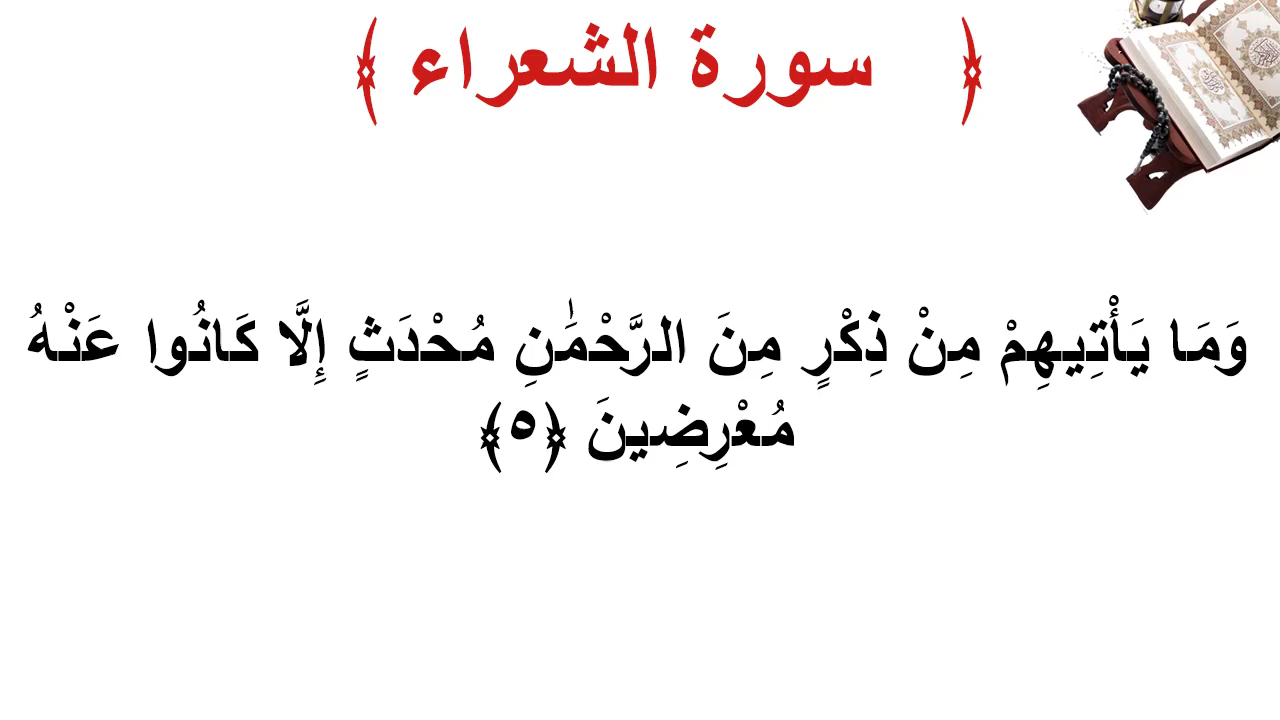 ﴿ سورة الشعراء ﴾
وَمَا يَأْتِيهِمْ مِنْ ذِكْرٍ مِنَ الرَّحْمَٰنِ مُحْدَثٍ إِلَّا كَانُوا عَنْهُ
مُعْرِضِينَ ﴿٥﴾